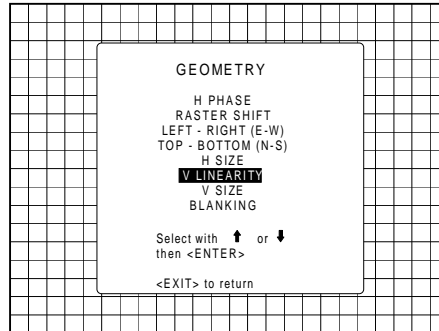 GEOMETRY
H PHASE
RASTER SHIFT
LEFT - RIGHT (E-W)
TOP - BOTTOM (N-S)
H SIZE
V LINEARITY
V SIZE
BLANKING
Select with ⬆ or ⬇
then <ENTER>
<EXIT> to return